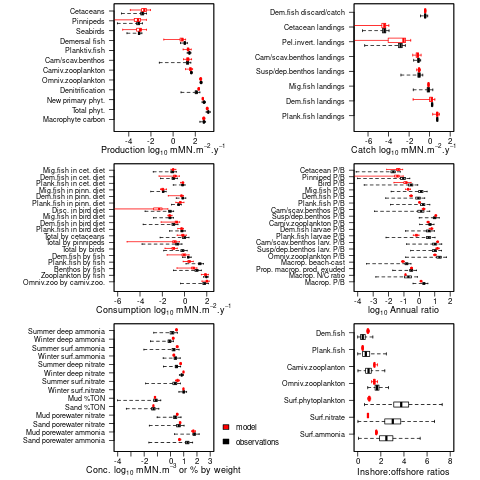 Cetaceans
Pinnipeds
Seabirds
Demersal fish
Planktiv.fish
Carn/scav.benthos
Carniv.zooplankton
Omniv.zooplankton
Denitrification
New primary phyt.
Total phyt.
Macrophyte carbon
-6 -4 -2 0 2
Production log10 mMN.m-2.y-1
Dem.fish discard/catch
Cetacean landings
Pel.invert. landings
Carn/scav.benthos landings
Susp/dep.benthos landings
Mig.fish landings
Dem.fish landings
Plank.fish landings
-6 -4 -2 0 2
Catch log10 mMN.m-2.y-1
Mig.fish in cet. diet
Dem.fish in cet. diet
Plank.fish in cet. diet
Mig.fish in pinn. diet
Dem.fish in pinn. diet
Plank.fish in pinn. diet
Disc. in bird diet
Mig.fish in bird diet
Dem.fish in bird diet
Plank.fish in bird diet
Total by cetaceans
Total by pinnipeds
Total by birds
Dem.fish by fish
Plank.fish by fish
Benthos by fish
Zooplankton by fish
Omniv.zoo by carniv.zoo.
-6 -4 -2 0 2
Consumption log10 mMN.m-2.y-1
Cetacean P/B
Pinniped P/B
Bird P/B
Mig.fish P/B
Dem.fish P/B
Plank.fish P/B
Carn/scav.benthos P/B
Susp/dep.benthos P/B
Carniv.zooplankton P/B
Dem.fish larvae P/B
Plank.fish larvae P/B
Carn/scav.benthos larv. P/B
Susp/dep.benthos larv. P/B
Omniv.zooplankton P/B
Macrop. beach-cast
Prop. macrop. prod. exuded
Macrop. N/C ratio
Macrop. P/B
-4 -3 -2 -1 0 1 2
log10 Annual ratio
Summer deep ammonia
Winter deep ammonia
Summer surf.ammonia
Winter surf.ammonia
Summer deep nitrate
Winter deep nitrate
Summer surf.nitrate
Winter surf.nitrate
Mud %TON
Sand %TON
Mud porewater nitrate
Sand porewater nitrate
Mud porewater ammonia
Sand porewater ammonia
-4 -2 -1 0 1 2 3
Conc. log10 mMN.m-3 or % by weight
model
observations
Dem.fish
Plank.fish
Carniv.zooplanton
Omniv.zooplankton
Surf.phytoplankton
Surf.nitrate
Surf.ammonia
0 2 4 6 8
Inshore:offshore ratios